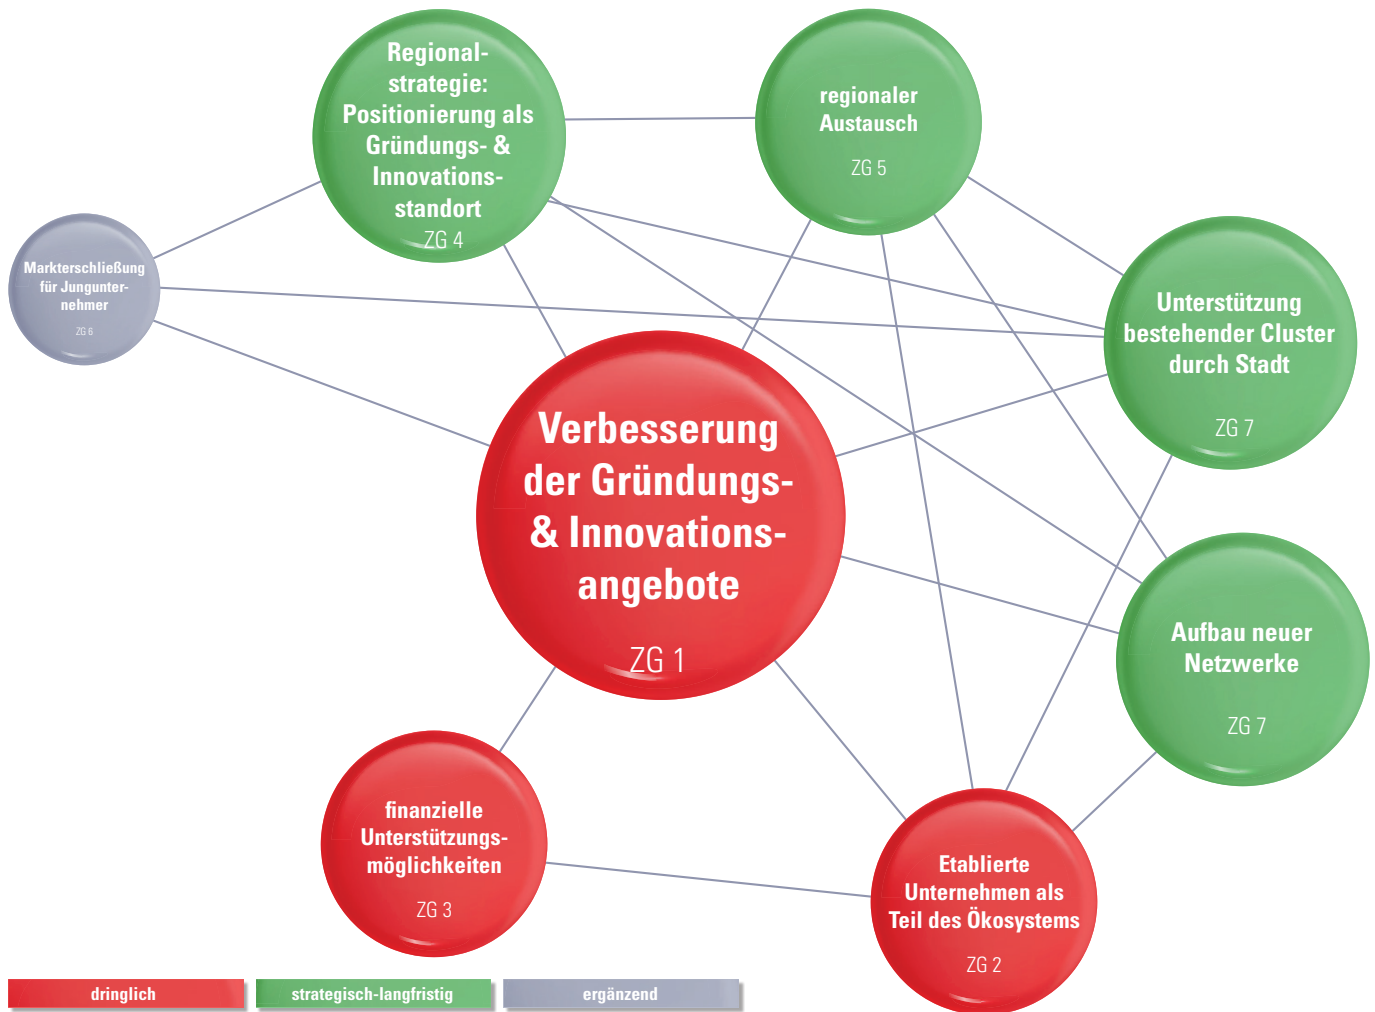 Regional-
strategie:
Positionierung als
Gründungs- &
Innovations-
standort
ZG 4
regionaler
Austausch
ZG 5
Markterschließung
für Jungunter-
nehmer
ZG 6
Unterstützung
bestehender Cluster
durch Stadt
ZG 7
Verbesserung
der Gründungs-
& Innovations-
angebote
ZG 1
Aufbau neuer
Netzwerke
ZG 7
finanzielle
Unterstützungs-
möglichkeiten
ZG 3
Etablierte
Unternehmen als
Teil des Ökosystems
ZG 2
dringlich
strategisch-langfristig
ergänzend